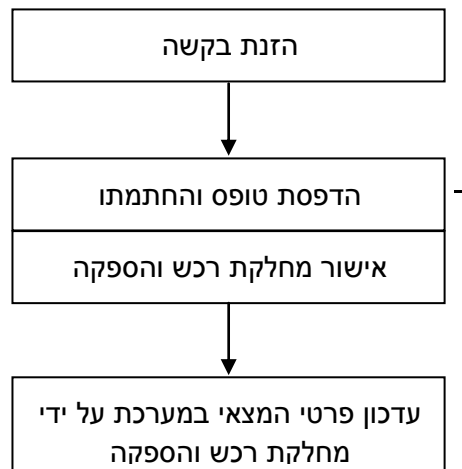 הזנת בקשה
הדפסת טופס והחתמתו
אישור מחלקת רכש והספקה
עדכון פרטי המצאי במערכת על ידי
מחלקת רכש והספקה